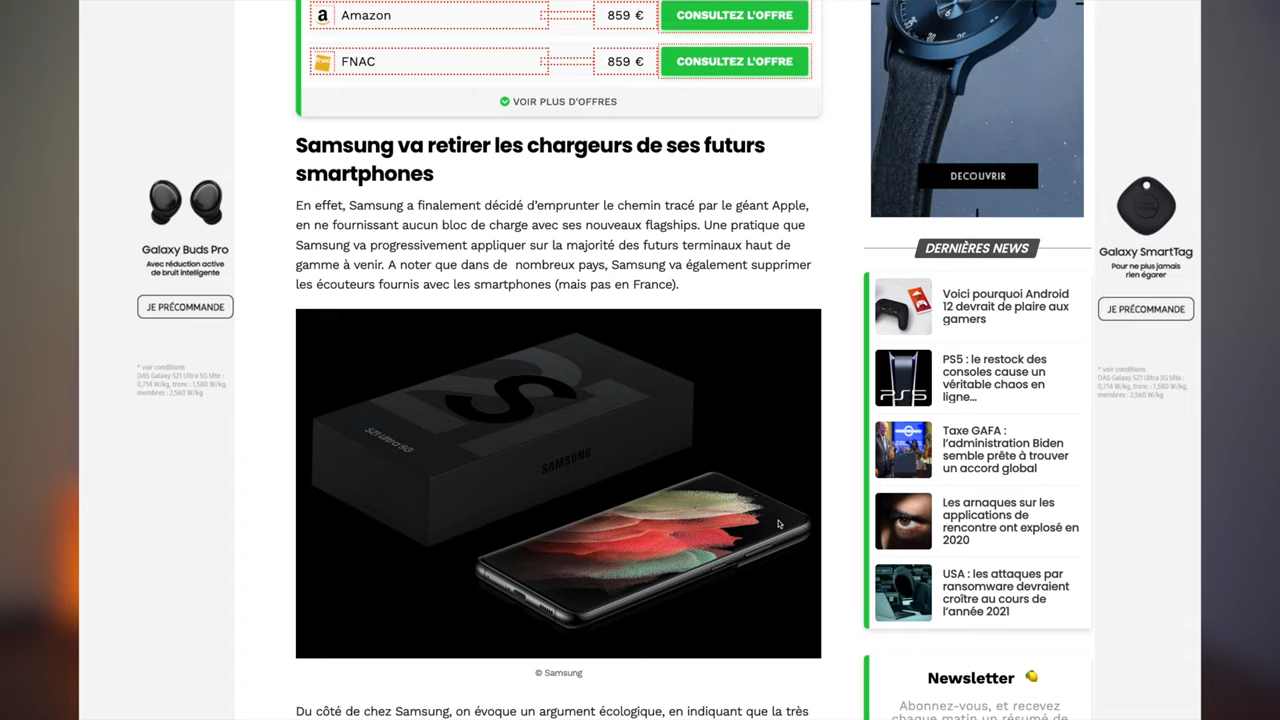 Amazon
859 €
CONSULTEZ L'OFFRE
FNAC
859 €
CONSULTEZ L'OFFRE
VOIR PLUS D'OFFRES
Samsung va retirer les chargeurs de ses futurs
smartphones
En effet, Samsung a finalement décidé d’emprunter le chemin tracé par le géant Apple,
en ne fournissant aucun bloc de charge avec ses nouveaux flagships. Une pratique que
Samsung va progressivement appliquer sur la majorité des futurs terminaux haut de
gamme à venir. A noter que dans de nombreux pays, Samsung va également supprimer
les écouteurs fournis avec les smartphones (mais pas en France).
S
S21 Ultra 5G
SAMSUNG
© Samsung
Du côté de chez Samsung, on évoque un argument écologique, en indiquant que la très
Galaxy Buds Pro
Avec réduction active
de bruit intelligente
JE PRÉCOMMANDE
* voir conditions
DAS Galaxy S21 Ultra 5G tête :
0,714 W/kg, tronc : 1,580 W/kg,
membres : 2,560 W/kg
DECOUVRIR
DERNIÈRES NEWS
Voici pourquoi Android
12 devrait de plaire aux
gamers
PS5 : le restock des
consoles cause un
véritable chaos en
ligne…
PS5
Taxe GAFA :
l’administration Biden
semble prête à trouver
un accord global
Les arnaques sur les
applications de
rencontre ont explosé en
2020
USA : les attaques par
ransomware devraient
croître au cours de
l’année 2021
Newsletter
Abonnez-vous, et recevez
chaque matin un résumé de
Galaxy SmartTag
Pour ne plus jamais
rien égarer
JE PRÉCOMMANDE
* voir conditions
DAS Galaxy S21 Ultra 5G tête :
0,714 W/kg, tronc : 1,580 W/kg,
membres : 2,560 W/kg